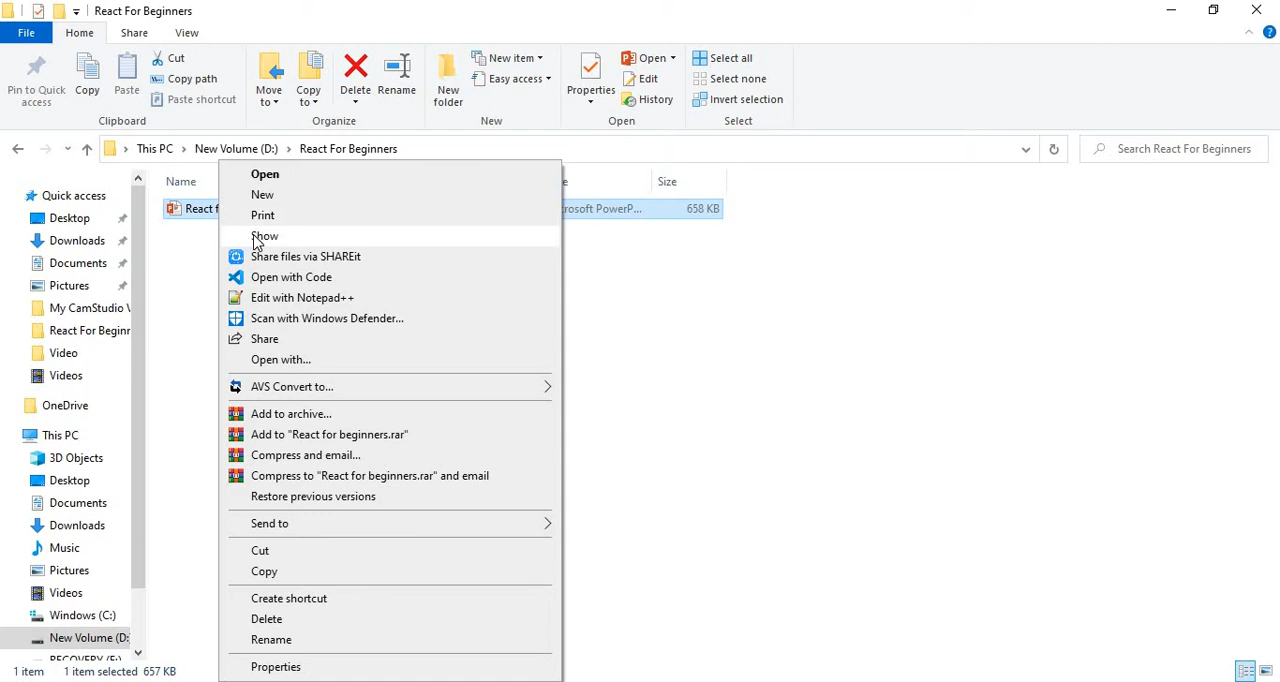 React For Beginners
File Home Share View
Pin to Quick access
Copy
Paste
Cut
Copy path
Paste shortcut
Clipboard
Move to
Copy to
Delete
Rename
Organize
New folder
New item
Easy access
New
Properties
Open
Edit
History
Open
Select all
Select none
Invert selection
Select
This PC > New Volume (D:) > React For Beginners
Search React For Beginners
Name
Size
React f
rosoft PowerP...
658 KB
Quick access
Desktop
Downloads
Documents
Pictures
My CamStudio V
React For Beginr
Video
Videos
OneDrive
This PC
3D Objects
Desktop
Documents
Downloads
Music
Pictures
Videos
Windows (C:)
New Volume (D:
RECOVERY (E:)
Open
New
Print
Show
Share files via SHAREit
Open with Code
Edit with Notepad++
Scan with Windows Defender...
Share
Open with...
AVS Convert to...
Add to archive...
Add to "React for beginners.rar"
Compress and email...
Compress to "React for beginners.rar" and email
Restore previous versions
Send to
Cut
Copy
Create shortcut
Delete
Rename
Properties
1 item 1 item selected 657 KB